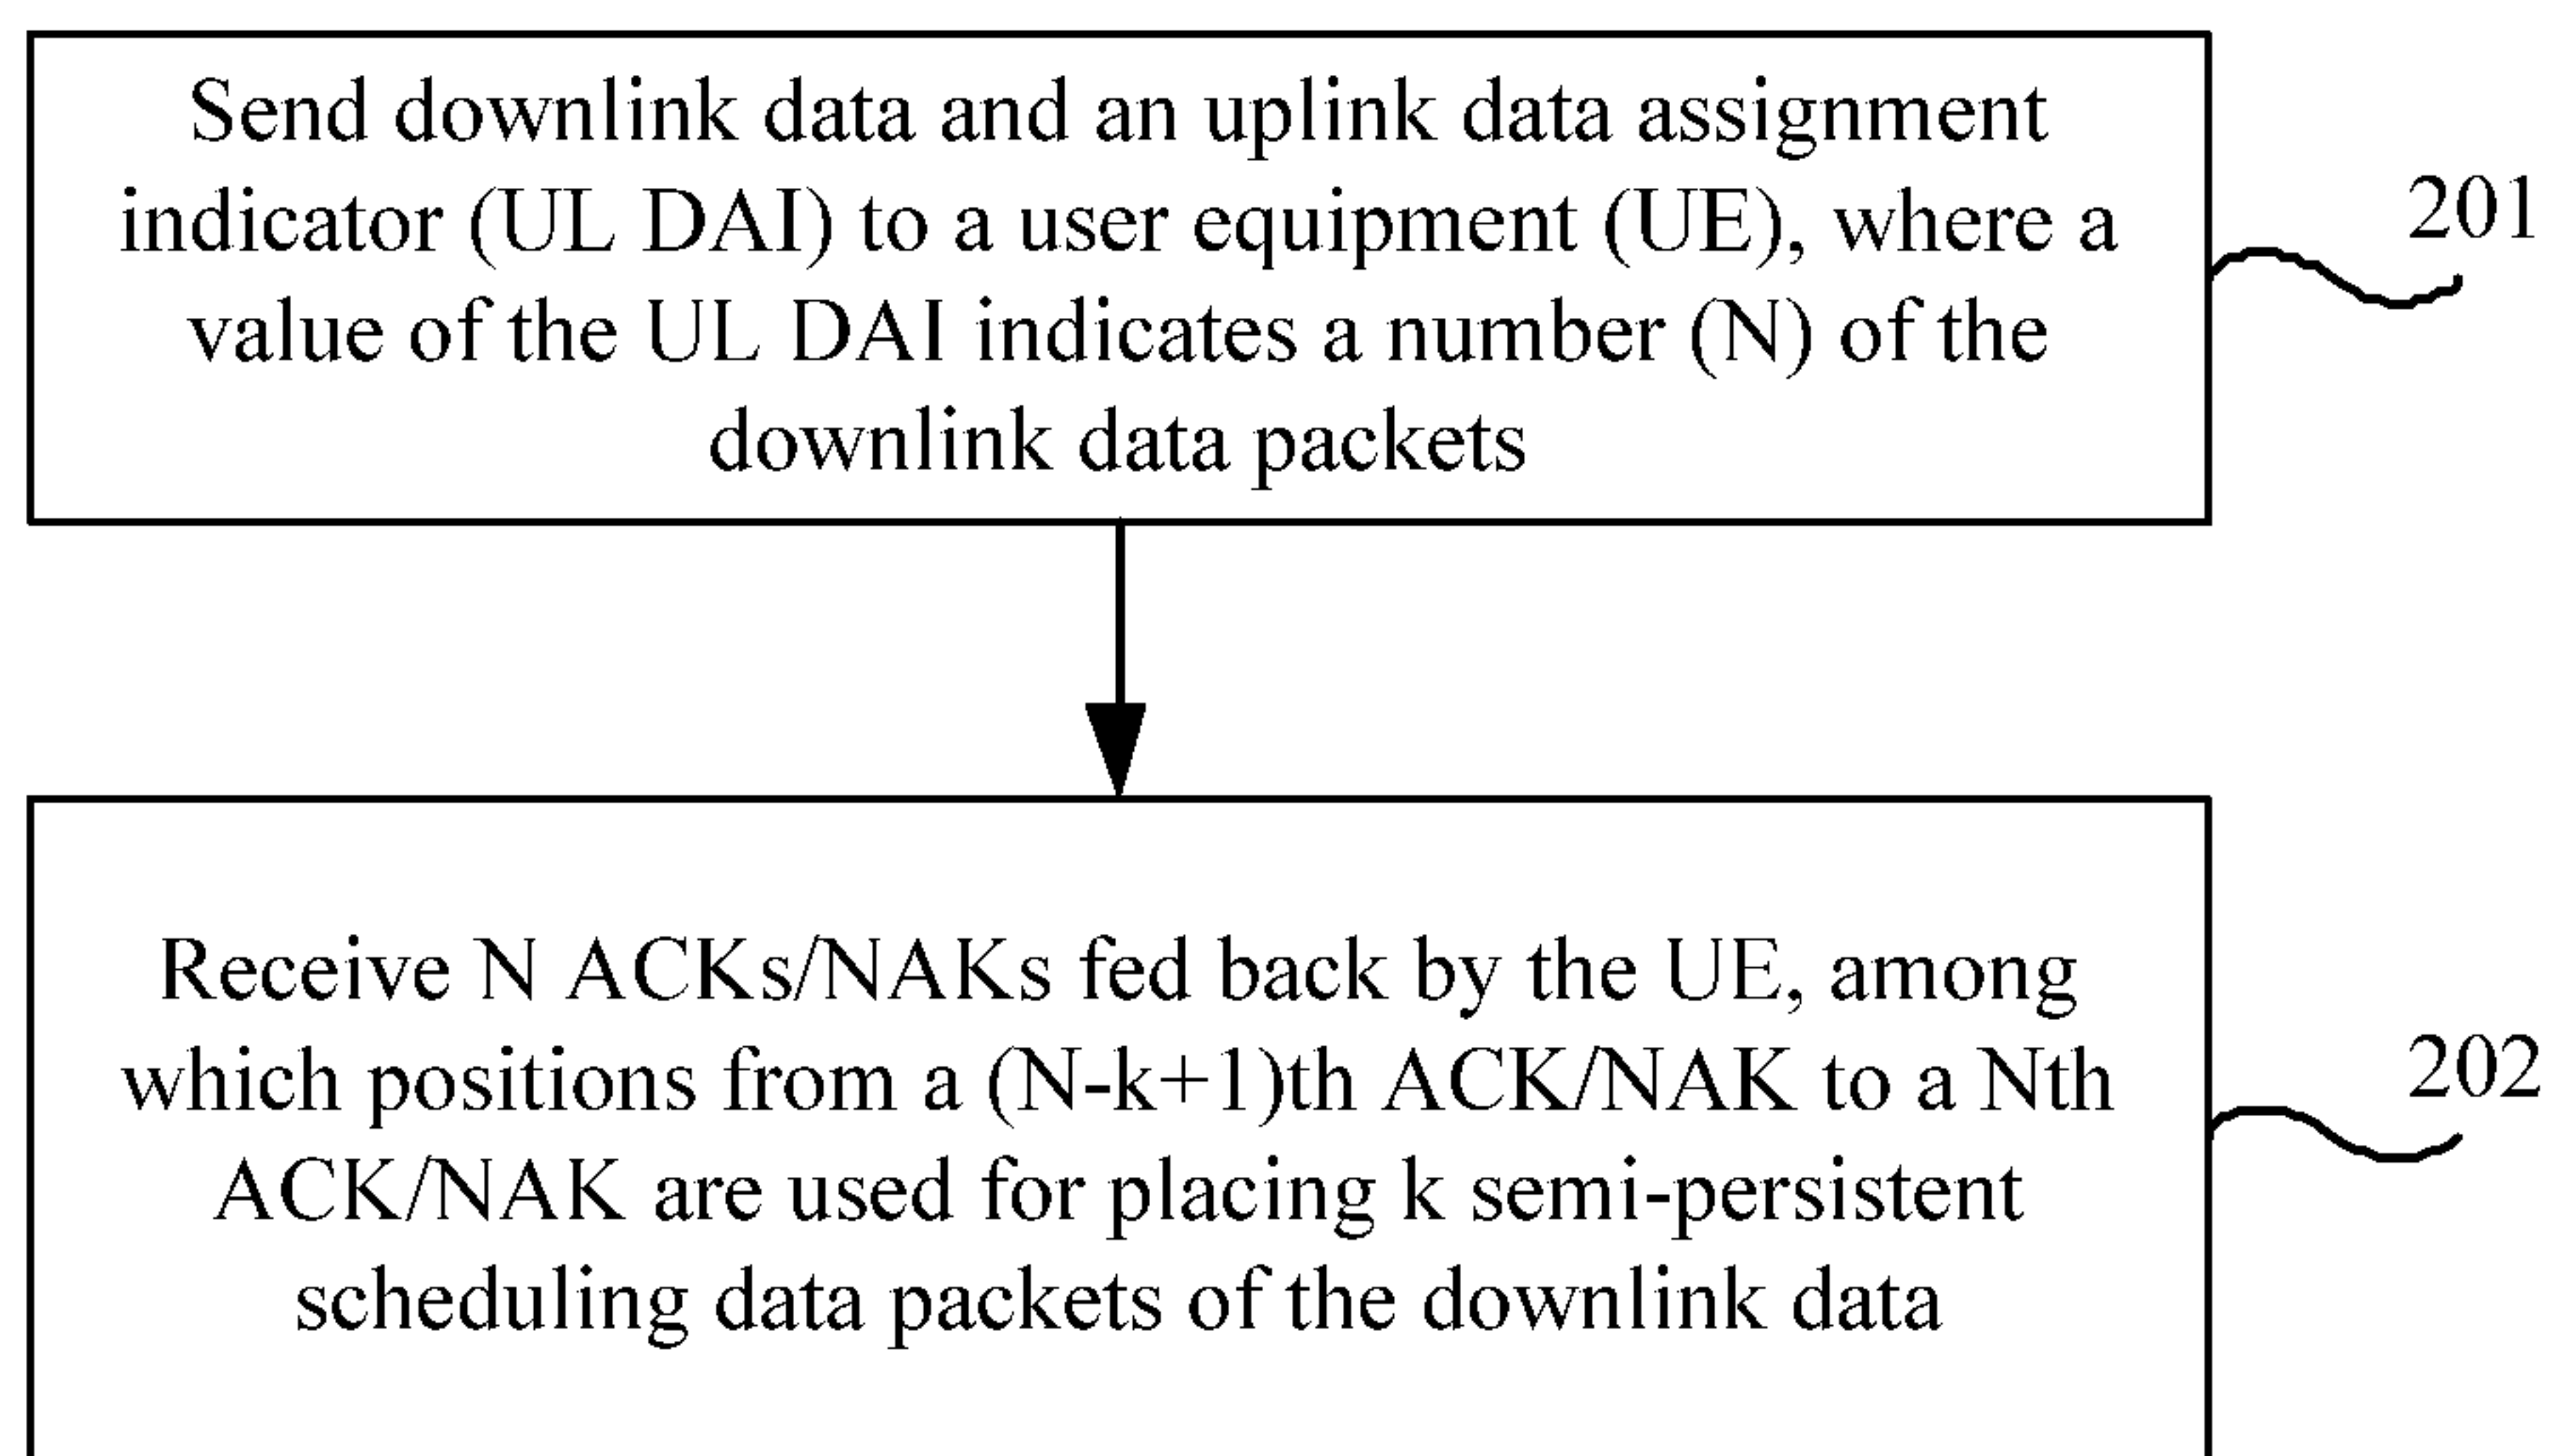 Send downlink data and an uplink data assignment
indicator (UL DAI) to a user equipment (UE), where a
value of the UL DAI indicates a number (N) of the
downlink data packets
201
Receive N ACKs/NAKs fed back by the UE, among
which positions from a (N-k+1)th ACK/NAK to a Nth
ACK/NAK are used for placing k semi-persistent
scheduling data packets of the downlink data
202